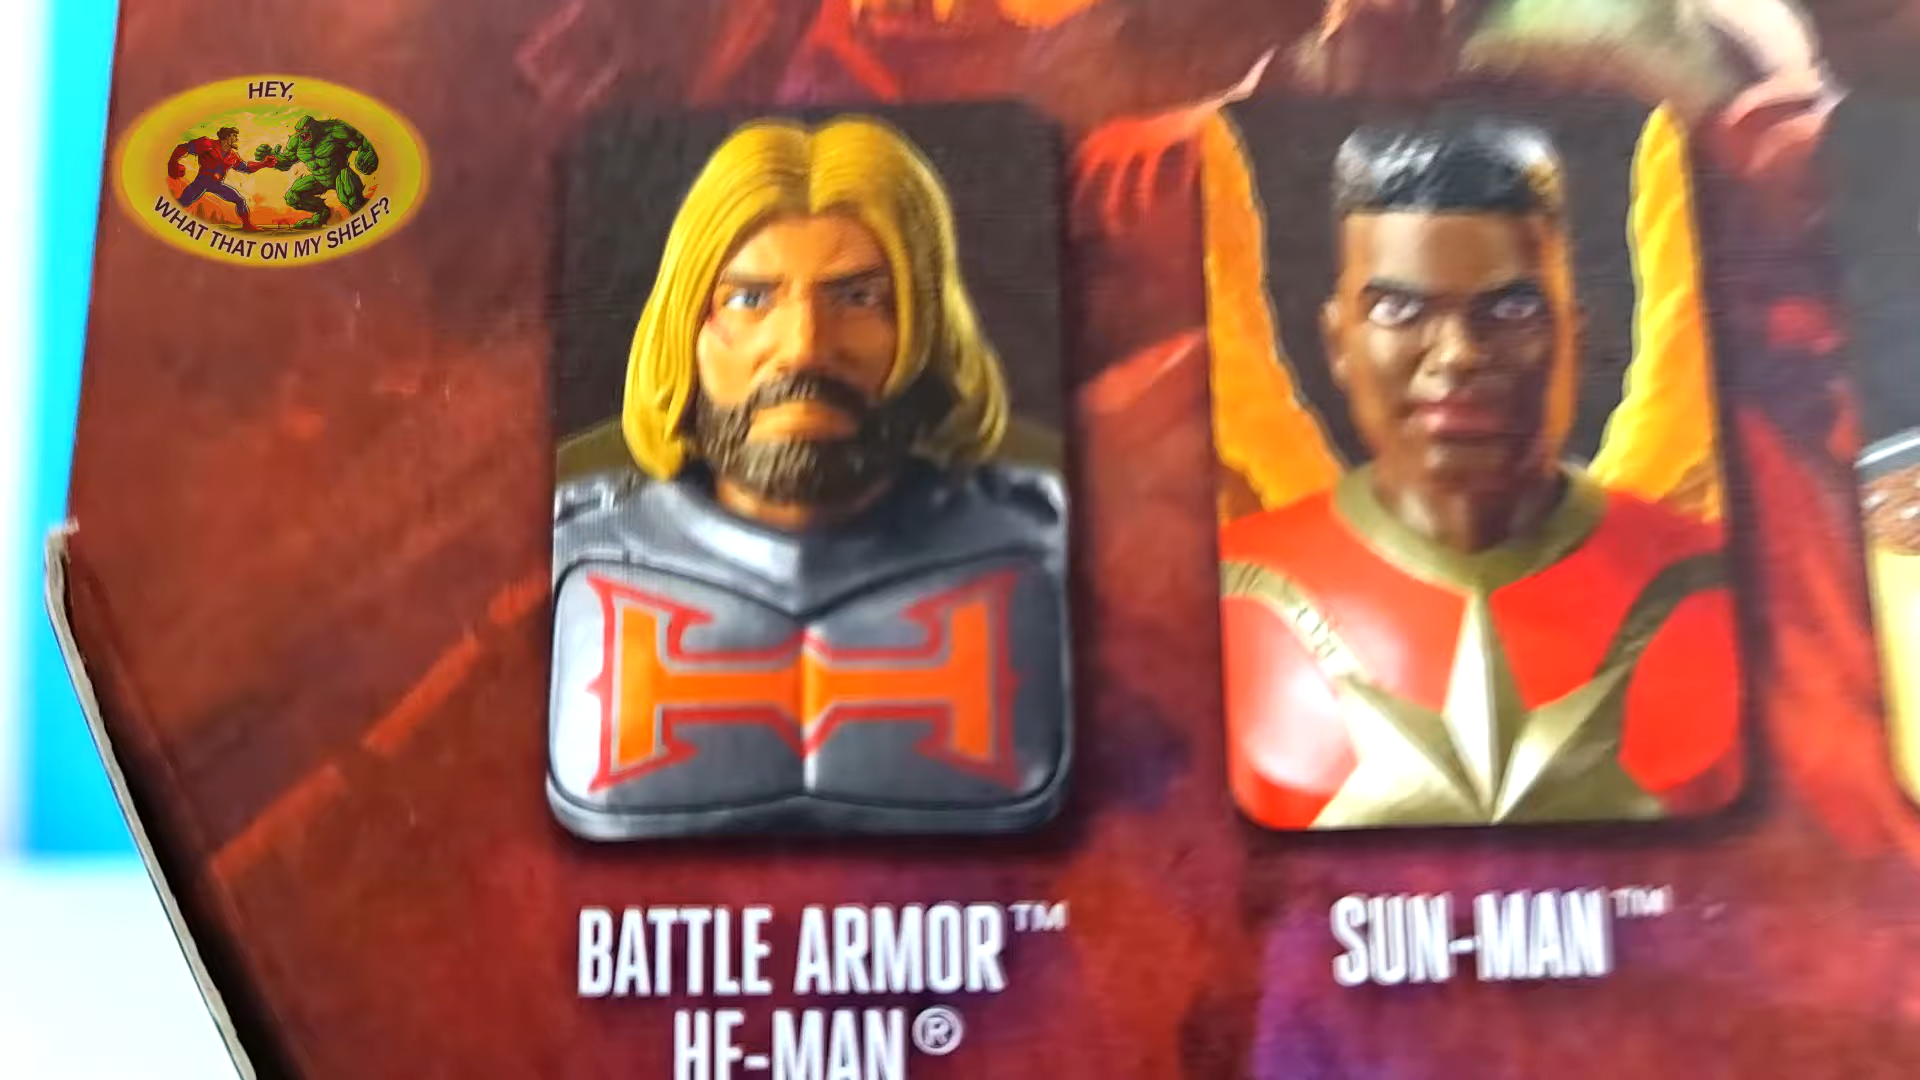 HEY,
WHAT THAT ON MY SHELF?
BATTLE ARMOR™
HE-MAN®
SUN-MAN™